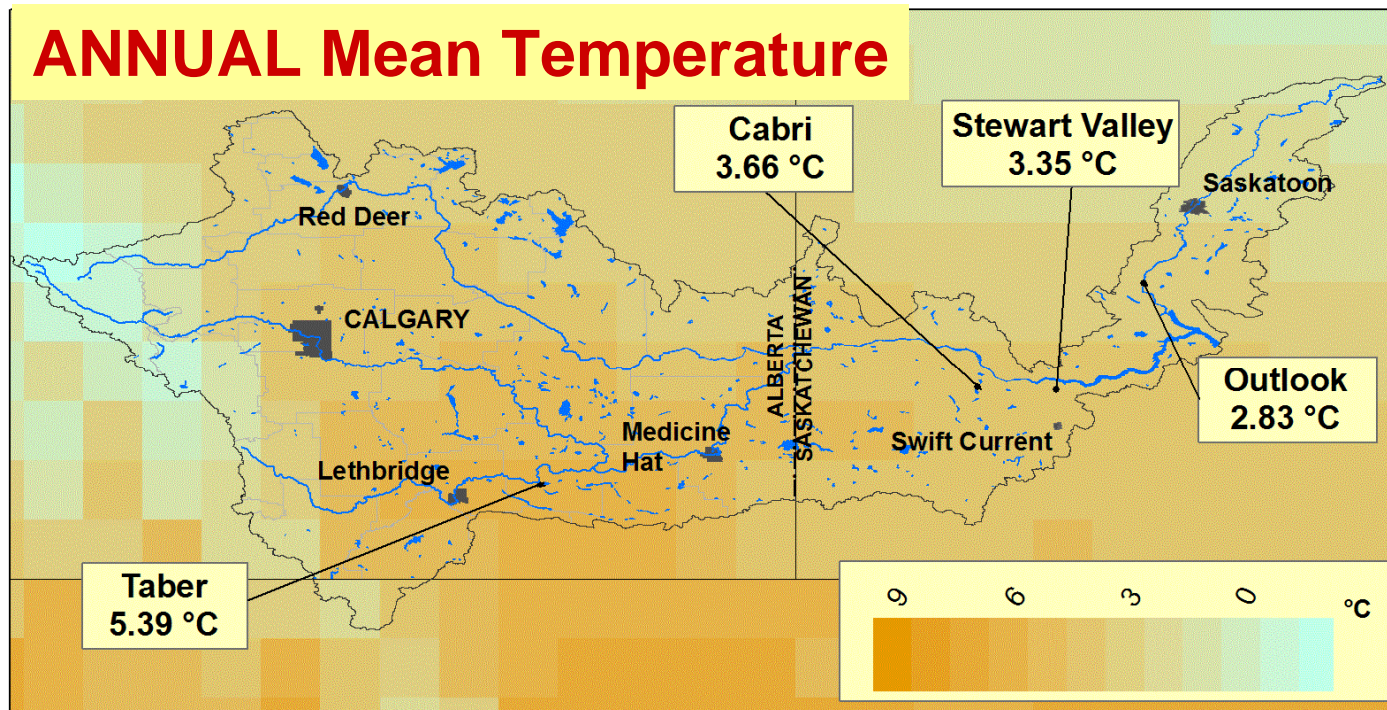 ANNUAL Mean Temperature
Cabri
3.66 °C
Stewart Valley
3.35 °C
Saskatoon
Red Deer
CALGARY
ALBERTA
SASKATCHEWAN
Outlook
2.83 °C
Medicine
Hat
Swift Current
Lethbridge
Taber
5.39 °C
9 6 3 0 °C